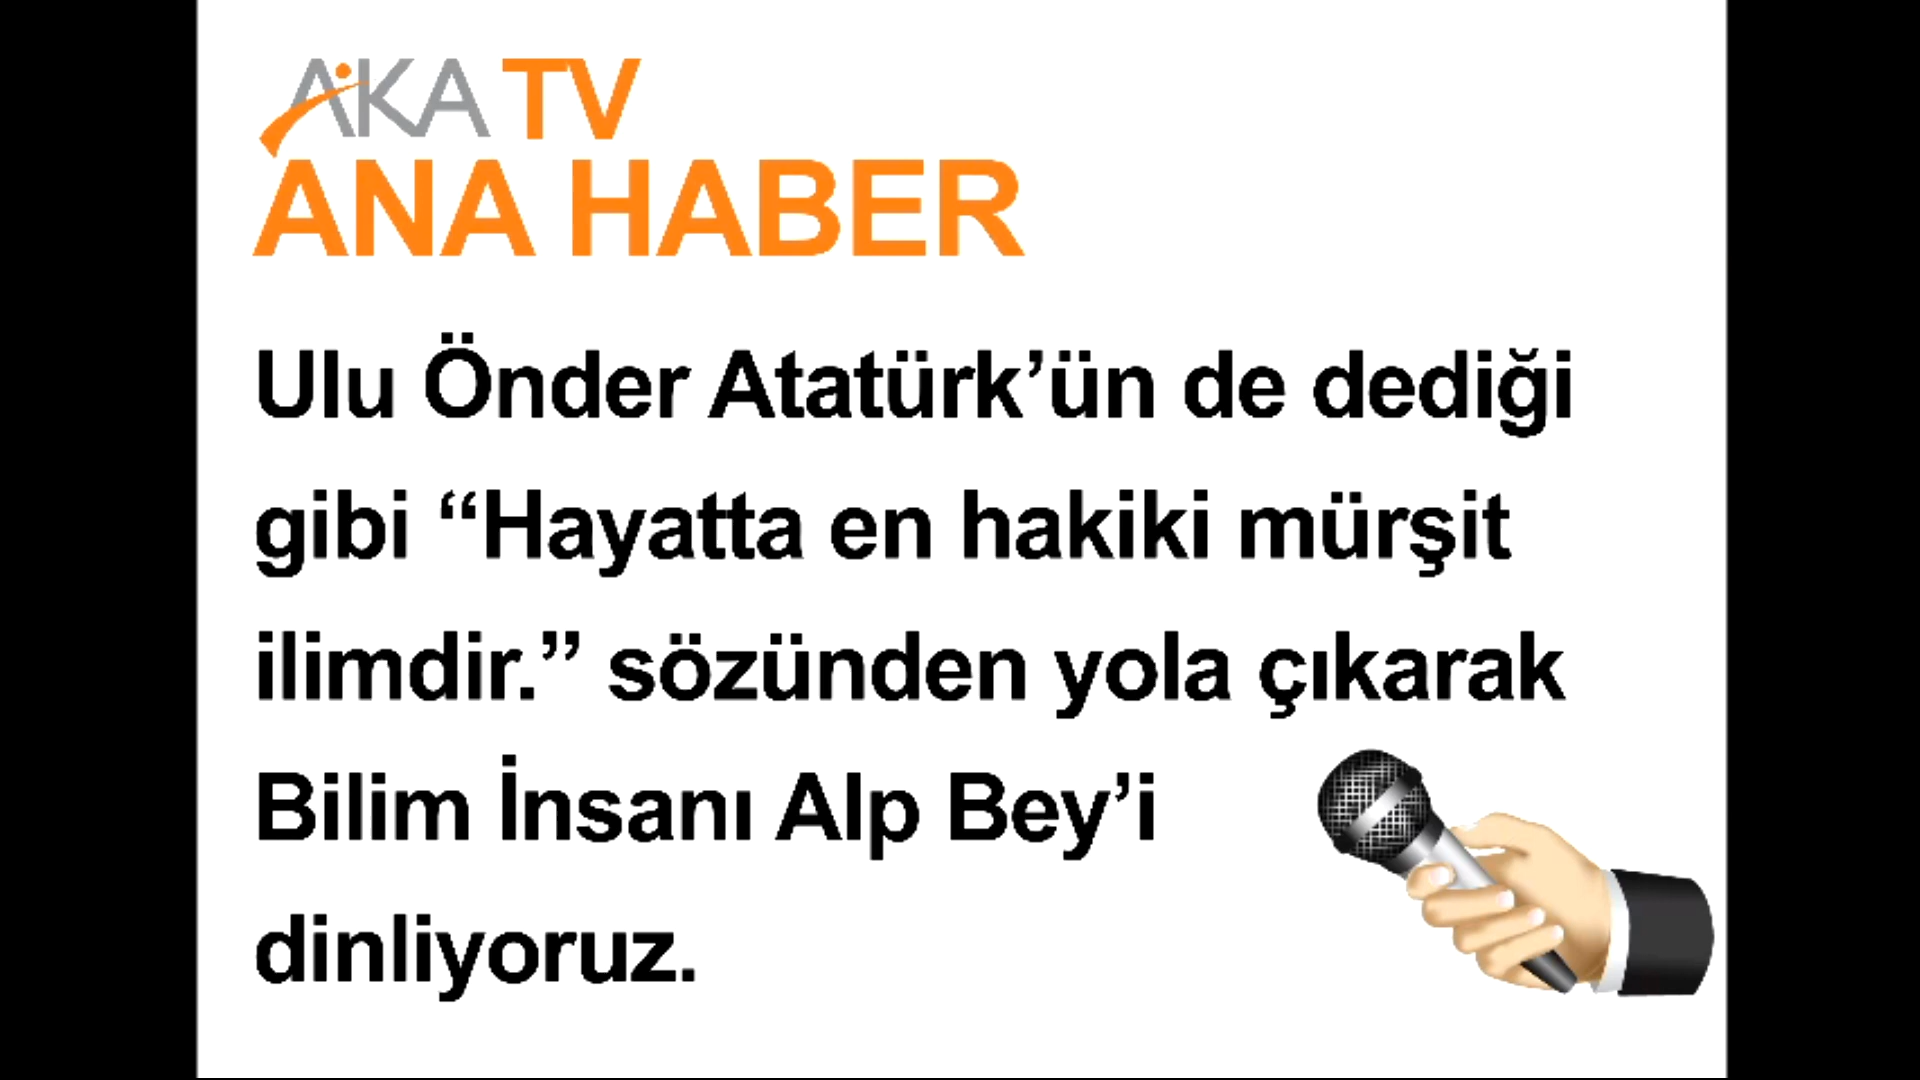 AKA TV
ANA HABER
Ulu Önder Atatürk’ün de dediği
gibi “Hayatta en hakiki mürşit
ilimdir.” sözünden yola çıkarak
Bilim İnsanı Alp Bey’i
dinliyoruz.